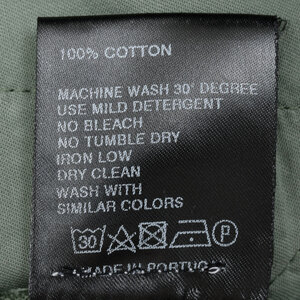 100% COTTON
MACHINE WASH 30° DEGREE
USE MILD DETERGENT
NO BLEACH
NO TUMBLE DRY
IRON LOW
DRY CLEAN
WASH WITH
SIMILAR COLORS
30 P
MADE IN PORTUG